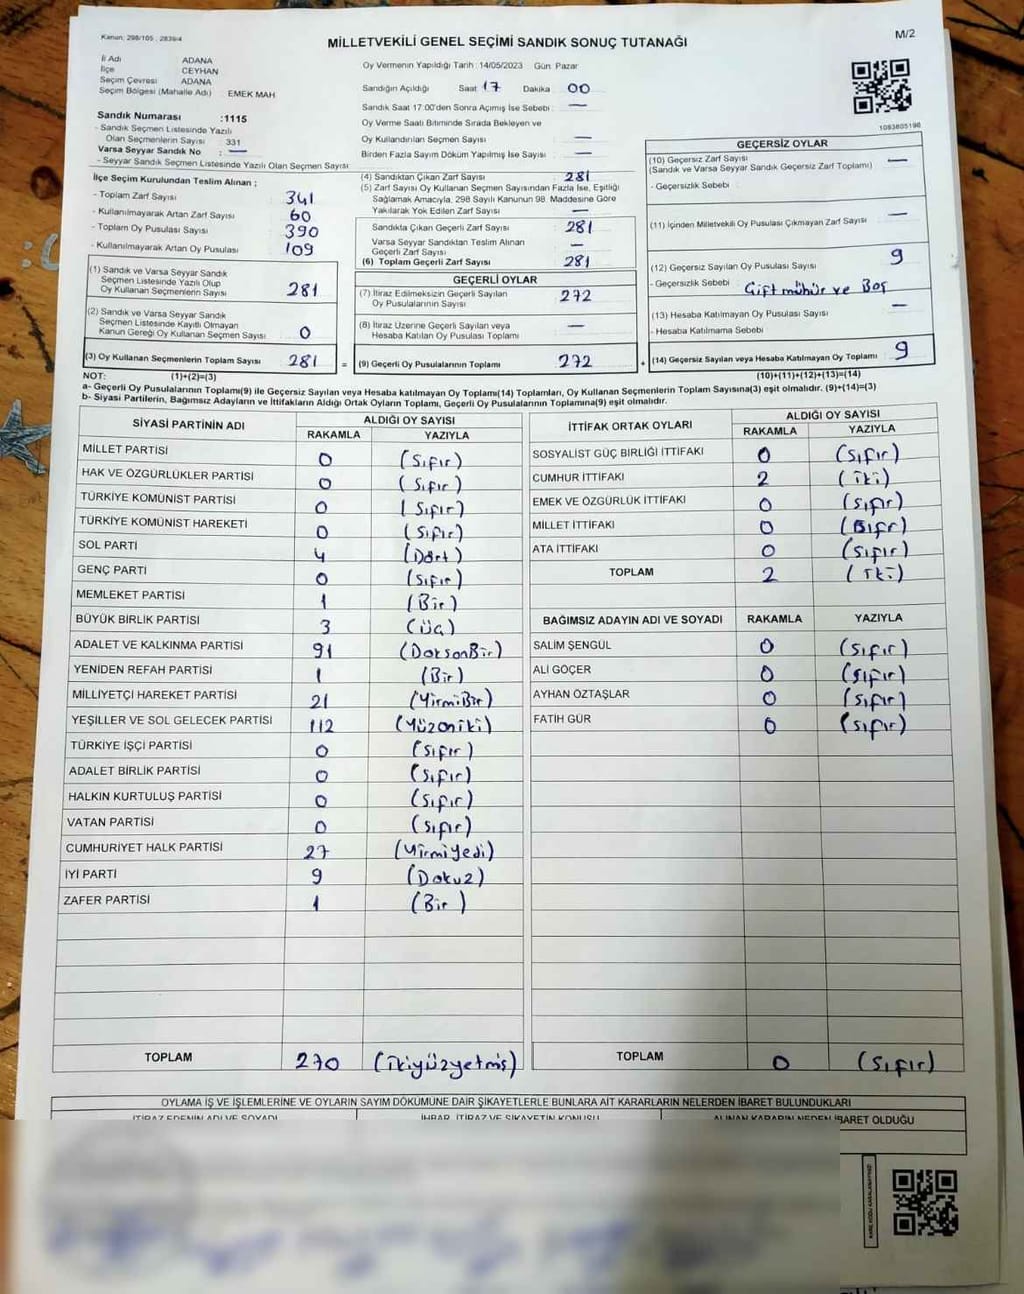 Kanun: 298/105, 2839/4
M/2
MİLLETVEKİLİ GENEL SEÇİMİ SANDIK SONUÇ TUTANAĞI
İl Adı ADANA
İlçe CEYHAN
Seçim Çevresi ADANA
Seçim Bölgesi (Mahalle Adı) EMEK MAH
Sandık Numarası :1115
- Sandık Seçmen Listesinde Yazılı
Olan Seçmenlerin Sayısı : 331
Varsa Seyyar Sandık No : —
- Seyyar Sandık Seçmen Listesinde Yazılı Olan Seçmen Sayısı
İlçe Seçim Kurulundan Teslim Alınan ;
- Toplam Zarf Sayısı 341
- Kullanılmayarak Artan Zarf Sayısı 60
- Toplam Oy Pusulası Sayısı 390
- Kullanılmayarak Artan Oy Pusulası 109
(1) Sandık ve Varsa Seyyar Sandık
Seçmen Listesinde Yazılı Olup
Oy Kullanan Seçmenlerin Sayısı 281
(2) Sandık ve Varsa Seyyar Sandık
Seçmen Listesinde Kayıtlı Olmayan
Kanun Gereği Oy Kullanan Seçmen Sayısı 0
(3) Oy Kullanan Seçmenlerin Toplam Sayısı 281 =
Oy Vermenin Yapıldığı Tarih :14/05/2023 Gün Pazar
Sandığın Açıldığı Saat 17 Dakika 00
Sandık Saat 17.00'den Sonra Açımış İse Sebebi : —
Oy Verme Saati Bitiminde Sırada Bekleyen ve
Oy Kullandırılan Seçmen Sayısı —
Birden Fazla Sayım Döküm Yapılmış İse Sayısı —
(4) Sandıktan Çıkan Zarf Sayısı 281
(5) Zarf Sayısı Oy Kullanan Seçmen Sayısından Fazla İse, Eşitliği
Sağlamak Amacıyla, 298 Sayılı Kanunun 98. Maddesine Göre
Yakılarak Yok Edilen Zarf Sayısı —
Sandıkta Çıkan Geçerli Zarf Sayısı 281
Varsa Seyyar Sandıktan Teslim Alınan
Geçerli Zarf Sayısı —
(6) Toplam Geçerli Zarf Sayısı 281
GEÇERLİ OYLAR
(7) İtiraz Edilmeksizin Geçerli Sayılan
Oy Pusulalarının Sayısı 272
(8) İtiraz Üzerine Geçerli Sayılan veya
Hesaba Katılan Oy Pusulası Toplamı —
(9) Geçerli Oy Pusulalarının Toplamı 272 +
1093805196
GEÇERSİZ OYLAR
(10) Geçersiz Zarf Sayısı —
(Sandık ve Varsa Seyyar Sandık Geçersiz Zarf Toplamı)
- Geçersizlik Sebebi :
(11) İçinden Milletvekili Oy Pusulası Çıkmayan Zarf Sayısı —
(12) Geçersiz Sayılan Oy Pusulası Sayısı 9
- Geçersizlik Sebebi : Çift mühür ve Boş
(13) Hesaba Katılmayan Oy Pusulası Sayısı —
- Hesaba Katılmama Sebebi
(14) Geçersiz Sayılan veya Hesaba Katılmayan Oy Toplamı 9
NOT: (1)+(2)=(3) (10)+(11)+(12)+(13)=(14)
a- Geçerli Oy Pusulalarının Toplamı(9) ile Geçersiz Sayılan veya Hesaba katılmayan Oy Toplamı(14) Toplamları, Oy Kullanan Seçmenlerin Toplam Sayısına(3) eşit olmalıdır. (9)+(14)=(3)
b- Siyasi Partilerin, Bağımsız Adayların ve İttifakların Aldığı Ortak Oyların Toplamı, Geçerli Oy Pusulalarının Toplamına(9) eşit olmalıdır.
SİYASİ PARTİNİN ADI ALDIĞI OY SAYISI
RAKAMLA YAZIYLA
MİLLET PARTİSİ 0 (Sıfır)
HAK VE ÖZGÜRLÜKLER PARTİSİ 0 (Sıfır)
TÜRKİYE KOMÜNİST PARTİSİ 0 (Sıfır)
TÜRKİYE KOMÜNİST HAREKETİ 0 (Sıfır)
SOL PARTİ 4 (Dört)
GENÇ PARTİ 0 (Sıfır)
MEMLEKET PARTİSİ 1 (Bir)
BÜYÜK BİRLİK PARTİSİ 3 (Üç)
ADALET VE KALKINMA PARTİSİ 91 (DoksonBir)
YENİDEN REFAH PARTİSİ 1 (Bir)
MİLLİYETÇİ HAREKET PARTİSİ 21 (YirmiBir)
YEŞİLLER VE SOL GELECEK PARTİSİ 112 (Yüzoniki)
TÜRKİYE İŞÇİ PARTİSİ 0 (Sıfır)
ADALET BİRLİK PARTİSİ 0 (Sıfır)
HALKIN KURTULUŞ PARTİSİ 0 (Sıfır)
VATAN PARTİSİ 0 (Sıfır)
CUMHURİYET HALK PARTİSİ 27 (Yirmiyedi)
İYİ PARTİ 9 (Dokuz)
ZAFER PARTİSİ 1 (Bir)
TOPLAM 270 (ikiyüzyetmiş)
İTTİFAK ORTAK OYLARI ALDIĞI OY SAYISI
RAKAMLA YAZIYLA
SOSYALİST GÜÇ BİRLİĞİ İTTİFAKI 0 (Sıfır)
CUMHUR İTTİFAKI 2 (iki)
EMEK VE ÖZGÜRLÜK İTTİFAKI 0 (Sıfır)
MİLLET İTTİFAKI 0
ATA İTTİFAKI 0 (Sıfır)
TOPLAM 2 (İki)
BAĞIMSIZ ADAYIN ADI VE SOYADI RAKAMLA YAZIYLA
SALİM ŞENGÜL 0 (Sıfır)
ALİ GÖÇER 0 (Sıfır)
AYHAN ÖZTAŞLAR 0 (Sıfır)
FATİH GÜR 0 (Sıfır)
TOPLAM 0 (Sıfır)
OYLAMA İŞ VE İŞLEMLERİNE VE OYLARIN SAYIM DÖKÜMÜNE DAİR ŞİKAYETLERLE BUNLARA AİT KARARLARIN NELERDEN İBARET BULUNDUKLARI
İTİRAZ EDENİN ADI VE SOYADI İHBAR, İTİRAZ VE ŞİKAYETİN KONUSU ALINAN KARARIN NEDEN İBARET OLDUĞU
KARE KODU KARALAMAYINIZ!